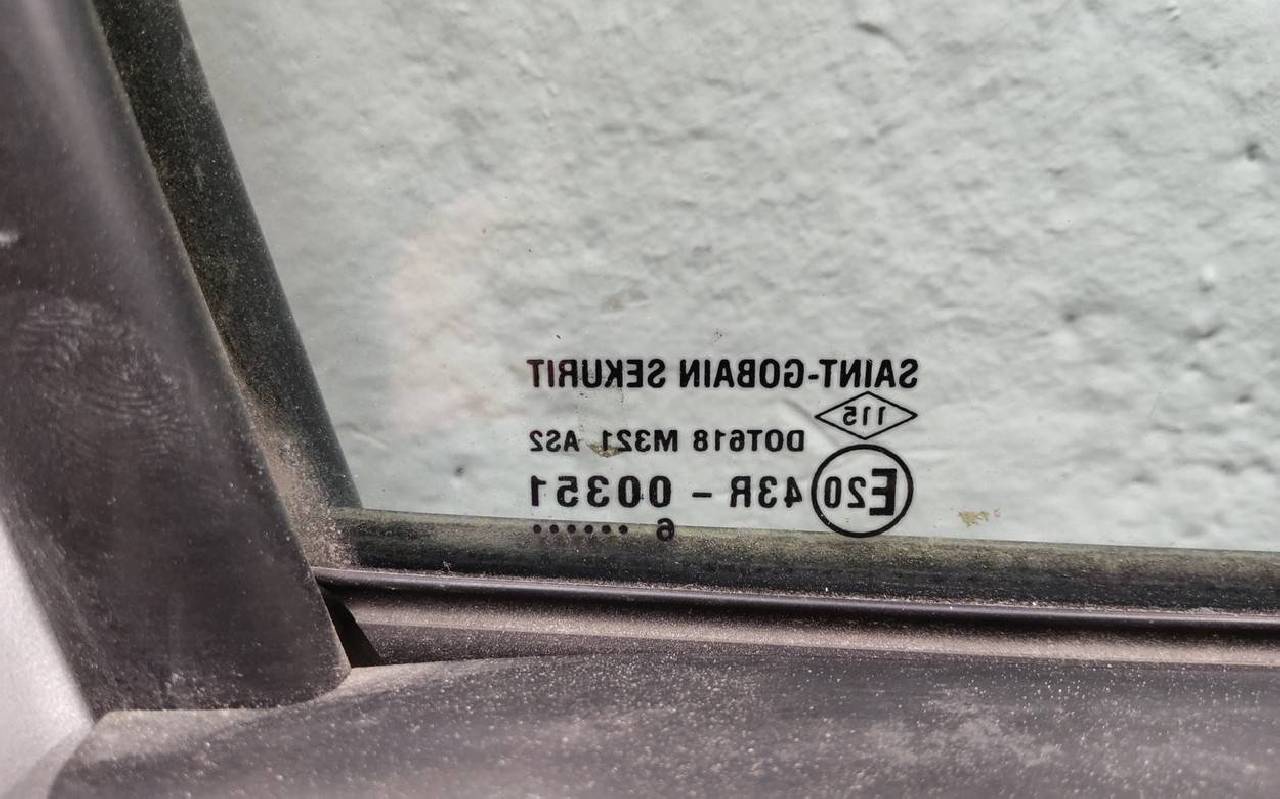 SAINT-GOBAIN SEKURIT
115
DOT618 M321 AS2
E20 43R - 00351
6 ······